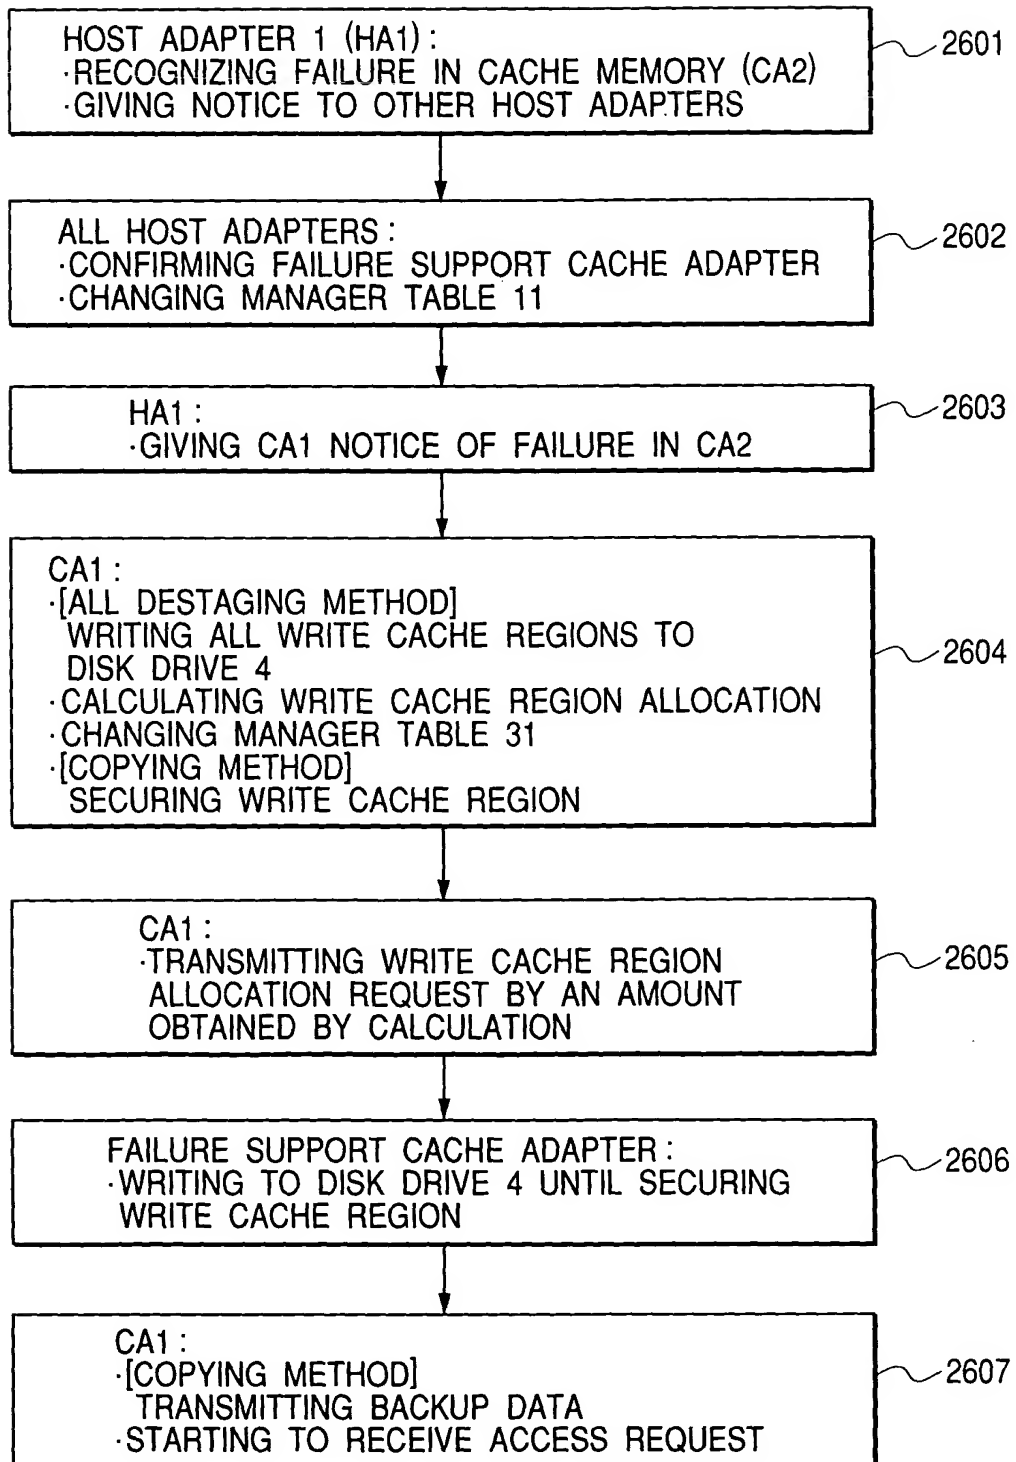 HOST ADAPTER 1 (HA1) :
·RECOGNIZING FAILURE IN CACHE MEMORY (CA2)
·GIVING NOTICE TO OTHER HOST ADAPTERS
2601
ALL HOST ADAPTERS :
·CONFIRMING FAILURE SUPPORT CACHE ADAPTER
·CHANGING MANAGER TABLE 11
2602
HA1 :
·GIVING CA1 NOTICE OF FAILURE IN CA2
2603
CA1 :
·[ALL DESTAGING METHOD]
WRITING ALL WRITE CACHE REGIONS TO
DISK DRIVE 4
·CALCULATING WRITE CACHE REGION ALLOCATION
·CHANGING MANAGER TABLE 31
·[COPYING METHOD]
SECURING WRITE CACHE REGION
2604
CA1 :
·TRANSMITTING WRITE CACHE REGION
ALLOCATION REQUEST BY AN AMOUNT
OBTAINED BY CALCULATION
2605
FAILURE SUPPORT CACHE ADAPTER :
·WRITING TO DISK DRIVE 4 UNTIL SECURING
WRITE CACHE REGION
2606
CA1 :
·[COPYING METHOD]
TRANSMITTING BACKUP DATA
·STARTING TO RECEIVE ACCESS REQUEST
2607